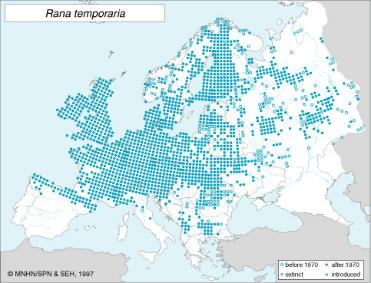 Rana temporaria
© MNHN/SPN & SEH, 1997
before 1970 after 1970
extinct introduced